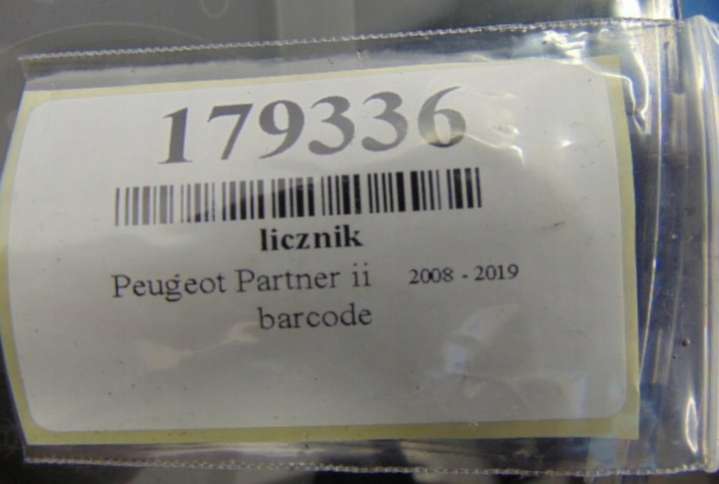 179336
licznik
Peugeot Partner ii 2008 - 2019
barcode